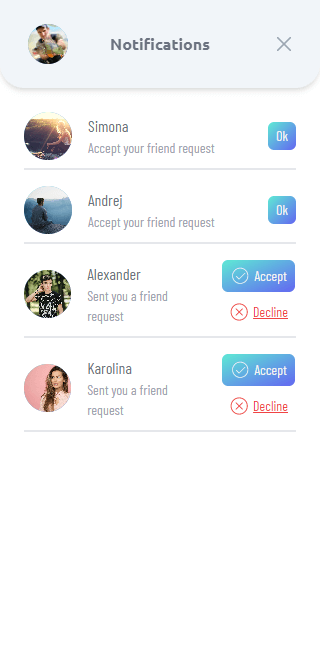 Notifications
Simona
Accept your friend request
Ok
Andrej
Accept your friend request
Ok
Alexander
Sent you a friend
request
Accept
Decline
Karolina
Sent you a friend
request
Accept
Decline